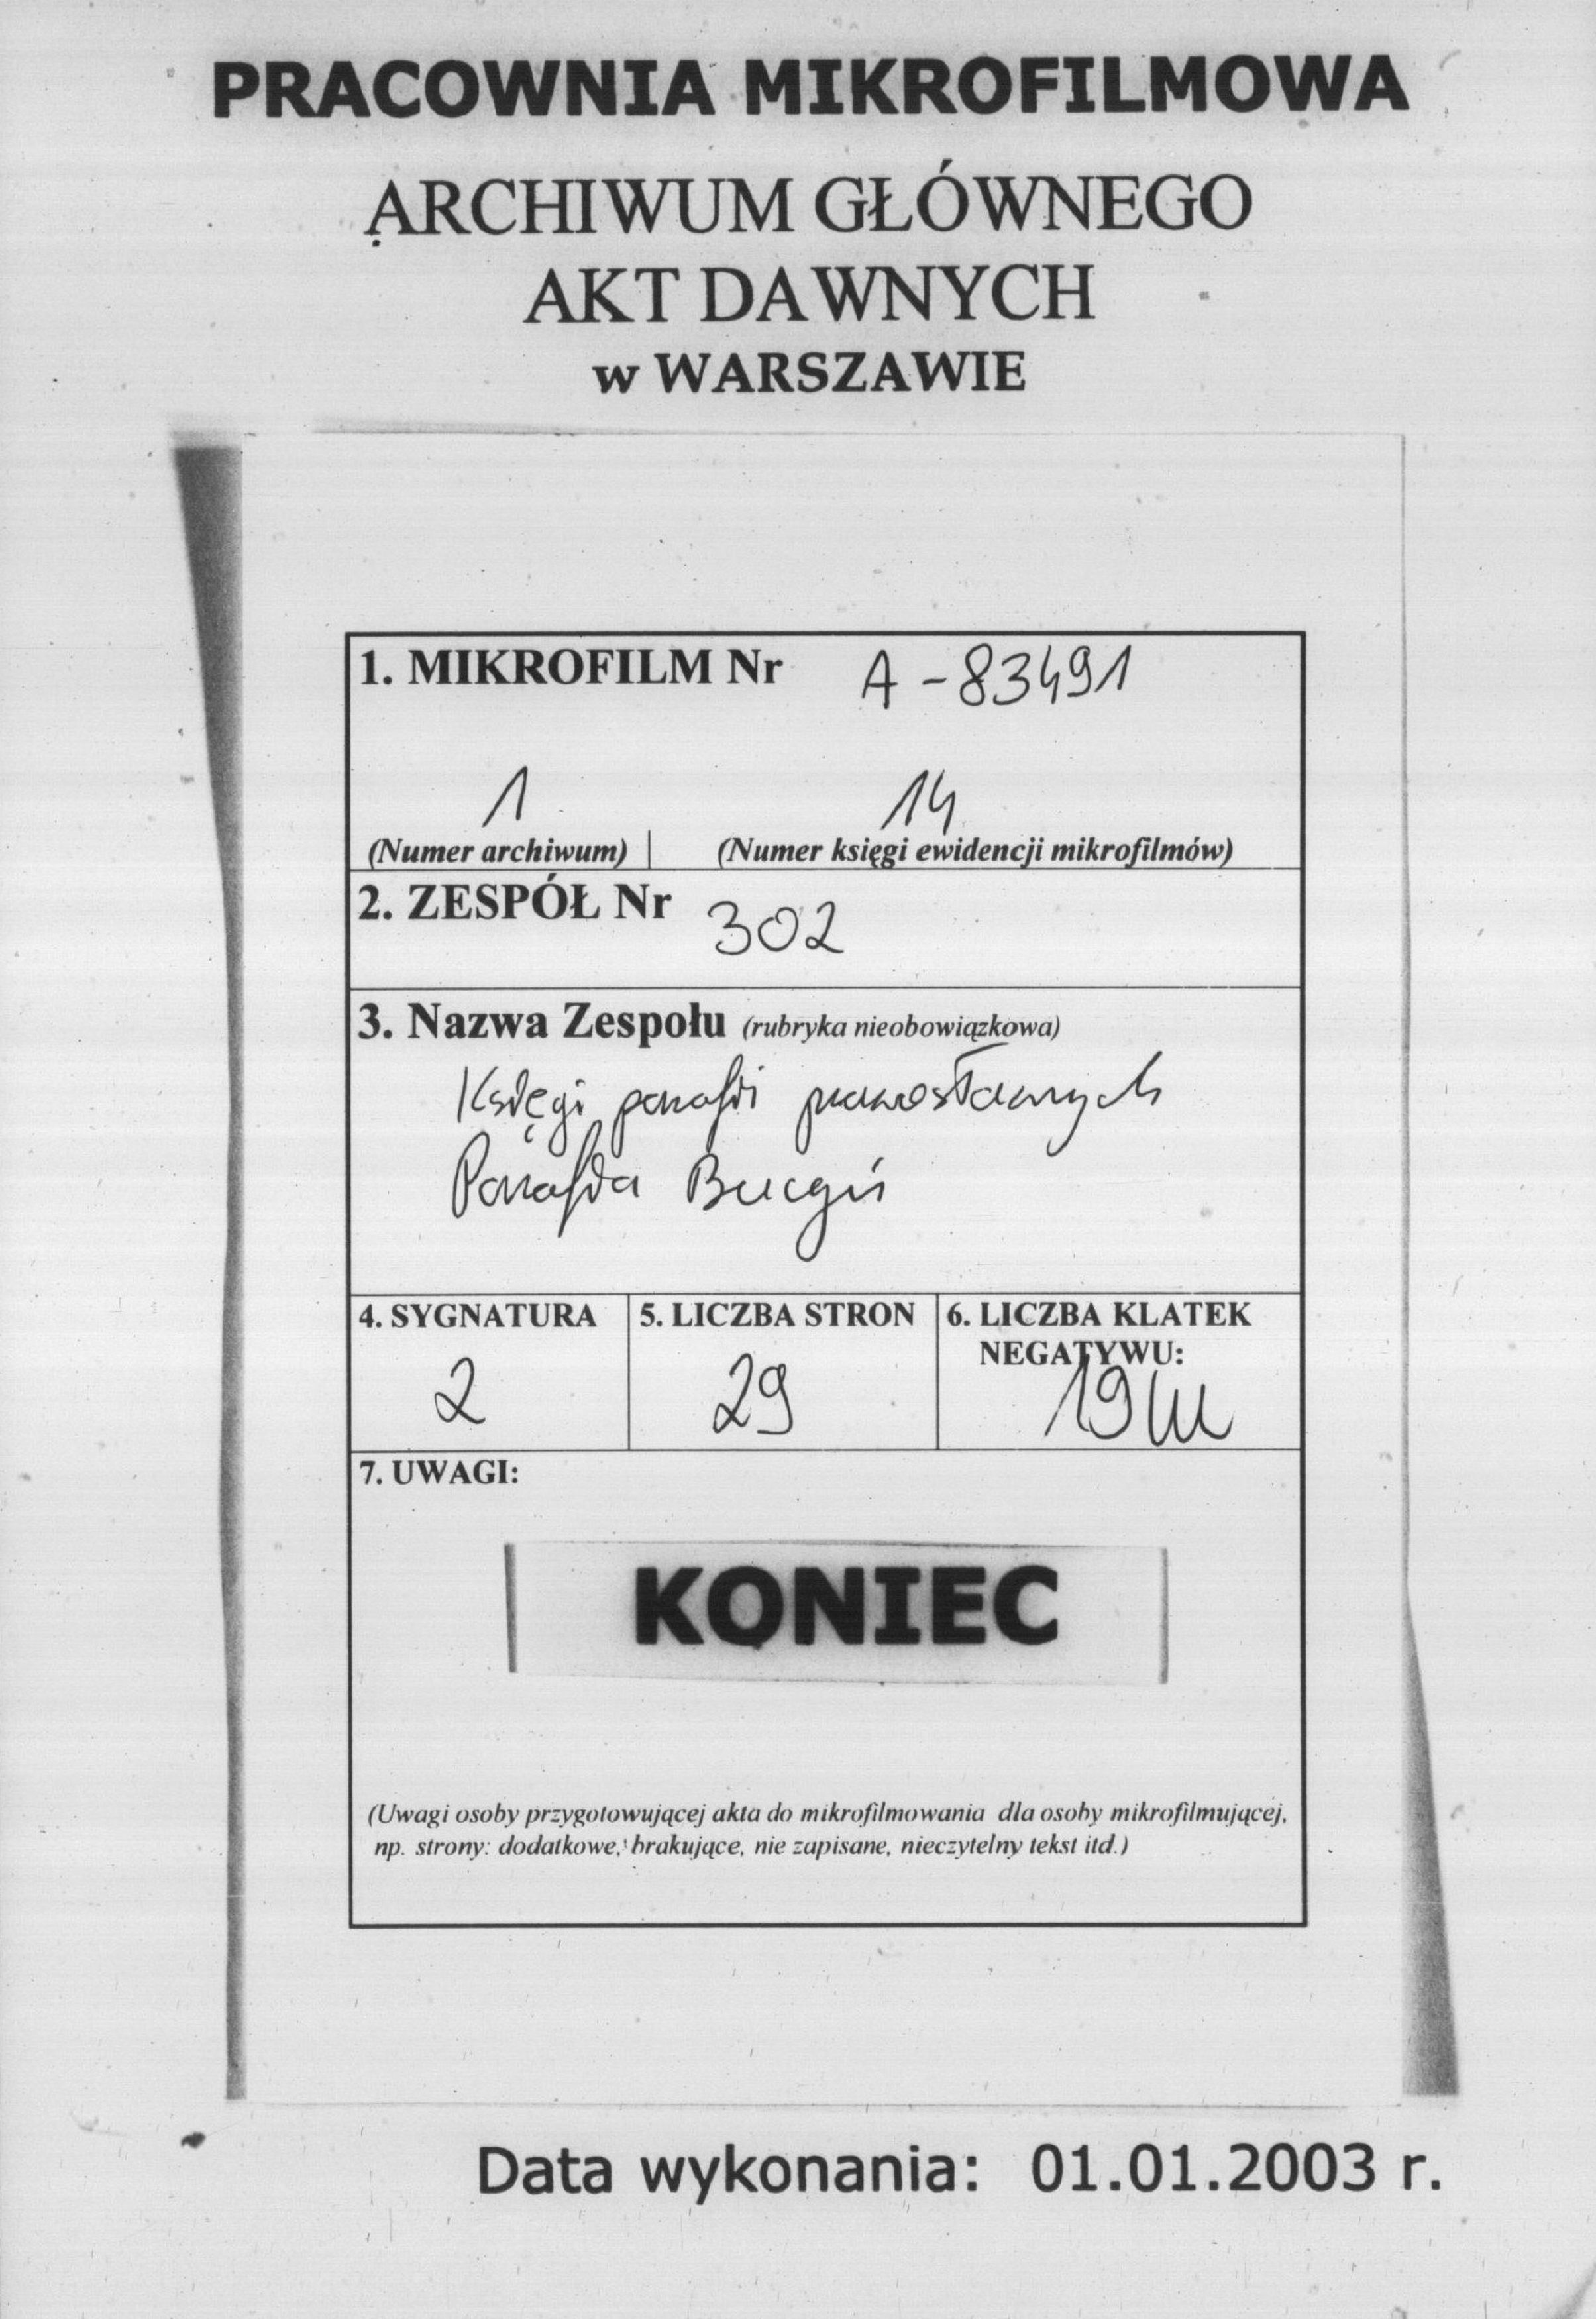 PRACOWNIA MIKROFILMOWA
ARCHIWUM GŁÓWNEGO
AKT DAWNYCH
w WARSZAWIE
1. MIKROFILM Nr A-83491
1 14
(Numer archiwum) (Numer księgi ewidencji mikrofilmów)
2. ZESPÓŁ Nr 302
3. Nazwa Zespołu (rubryka nieobowiązkowa)
Księgi parafii prawosławnych
Parafia
4. SYGNATURA 5. LICZBA STRON 6. LICZBA KLATEK
NEGATYWU:
2 29 19
7. UWAGI:
KONIEC
(Uwagi osoby przygotowującej akta do mikrofilmowania dla osoby mikrofilmującej,
np. strony: dodatkowe, brakujące, nie zapisane, nieczytelny tekst itd.)
Data wykonania: 01.01.2003 r.